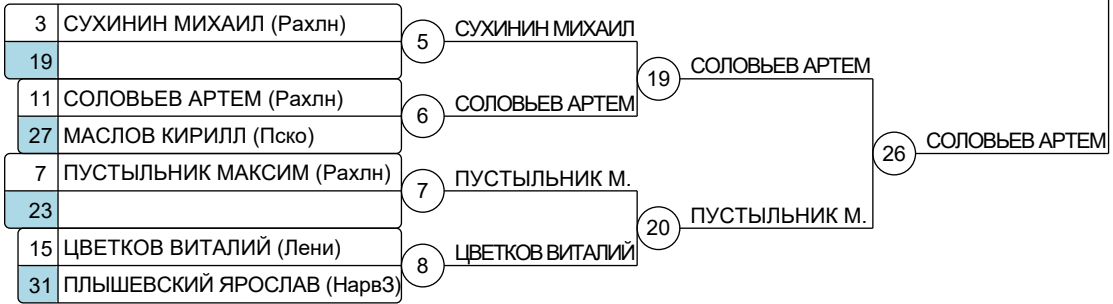 3 СУХИНИН МИХАИЛ (Рахлн)
19
5 СУХИНИН МИХАИЛ
11 СОЛОВЬЕВ АРТЕМ (Рахлн)
27 МАСЛОВ КИРИЛЛ (Пско)
6 СОЛОВЬЕВ АРТЕМ
19 СОЛОВЬЕВ АРТЕМ
7 ПУСТЫЛЬНИК МАКСИМ (Рахлн)
23
7 ПУСТЫЛЬНИК М.
15 ЦВЕТКОВ ВИТАЛИЙ (Лени)
31 ПЛЫШЕВСКИЙ ЯРОСЛАВ (НарвЗ)
8 ЦВЕТКОВ ВИТАЛИЙ
20 ПУСТЫЛЬНИК М.
26 СОЛОВЬЕВ АРТЕМ